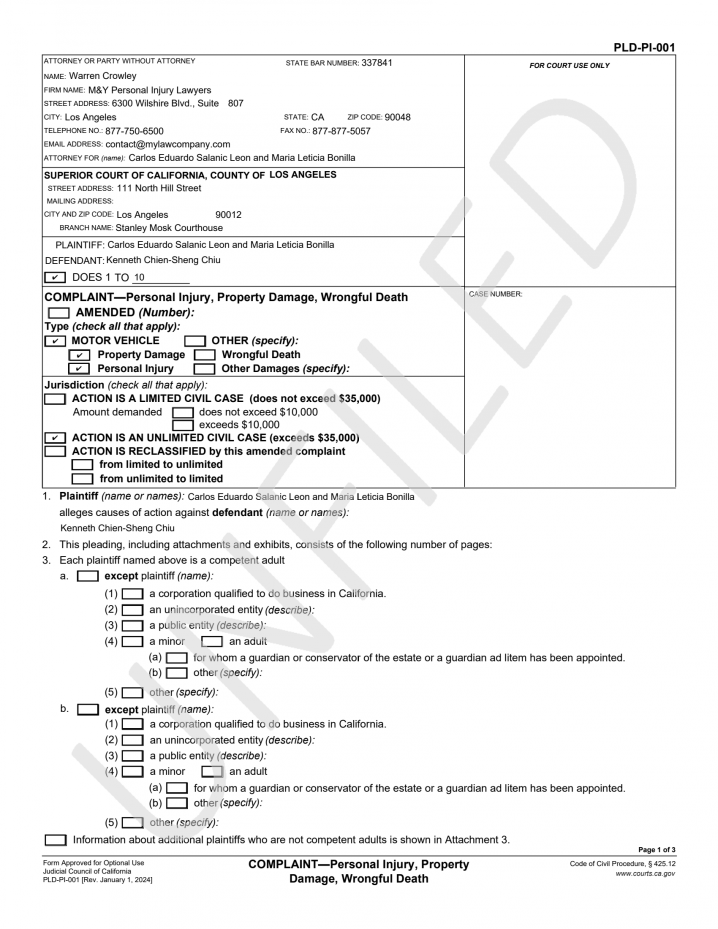 PLD-PI-001
ATTORNEY OR PARTY WITHOUT ATTORNEY STATE BAR NUMBER: 337841
NAME: Warren Crowley
FIRM NAME: M&Y Personal Injury Lawyers
STREET ADDRESS: 6300 Wilshire Blvd., Suite 807
CITY: Los Angeles STATE: CA ZIP CODE: 90048
TELEPHONE NO.: 877-750-6500 FAX NO.: 877-877-5057
EMAIL ADDRESS: contact@mylawcompany.com
ATTORNEY FOR (name): Carlos Eduardo Salanic Leon and Maria Leticia Bonilla
FOR COURT USE ONLY
SUPERIOR COURT OF CALIFORNIA, COUNTY OF LOS ANGELES
STREET ADDRESS: 111 North Hill Street
MAILING ADDRESS:
CITY AND ZIP CODE: Los Angeles 90012
BRANCH NAME: Stanley Mosk Courthouse
PLAINTIFF: Carlos Eduardo Salanic Leon and Maria Leticia Bonilla
DEFENDANT: Kenneth Chien-Sheng Chiu
✔ DOES 1 TO 10
COMPLAINT—Personal Injury, Property Damage, Wrongful Death
AMENDED (Number):
Type (check all that apply):
✔ MOTOR VEHICLE OTHER (specify):
✔ Property Damage Wrongful Death
✔ Personal Injury Other Damages (specify):
Jurisdiction (check all that apply):
ACTION IS A LIMITED CIVIL CASE (does not exceed $35,000)
Amount demanded does not exceed $10,000
exceeds $10,000
✔ ACTION IS AN UNLIMITED CIVIL CASE (exceeds $35,000)
ACTION IS RECLASSIFIED by this amended complaint
from limited to unlimited
from unlimited to limited
CASE NUMBER:
1. Plaintiff (name or names): Carlos Eduardo Salanic Leon and Maria Leticia Bonilla
alleges causes of action against defendant (name or names):
Kenneth Chien-Sheng Chiu
2. This pleading, including attachments and exhibits, consists of the following number of pages:
3. Each plaintiff named above is a competent adult
a. except plaintiff (name):
(1) a corporation qualified to do business in California.
(2) an unincorporated entity (describe):
(3) a public entity (describe):
(4) a minor an adult
(a) for whom a guardian or conservator of the estate or a guardian ad litem has been appointed.
(b) other (specify):
(5) other (specify):
b. except plaintiff (name):
(1) a corporation qualified to do business in California.
(2) an unincorporated entity (describe):
(3) a public entity (describe):
(4) a minor an adult
(a) for whom a guardian or conservator of the estate or a guardian ad litem has been appointed.
(b) other (specify):
(5) other (specify):
Information about additional plaintiffs who are not competent adults is shown in Attachment 3.
Page 1 of 3
Form Approved for Optional Use
Judicial Council of California
PLD-PI-001 [Rev. January 1, 2024]
COMPLAINT—Personal Injury, Property
Damage, Wrongful Death
Code of Civil Procedure, § 425.12
www.courts.ca.gov
UNFILED